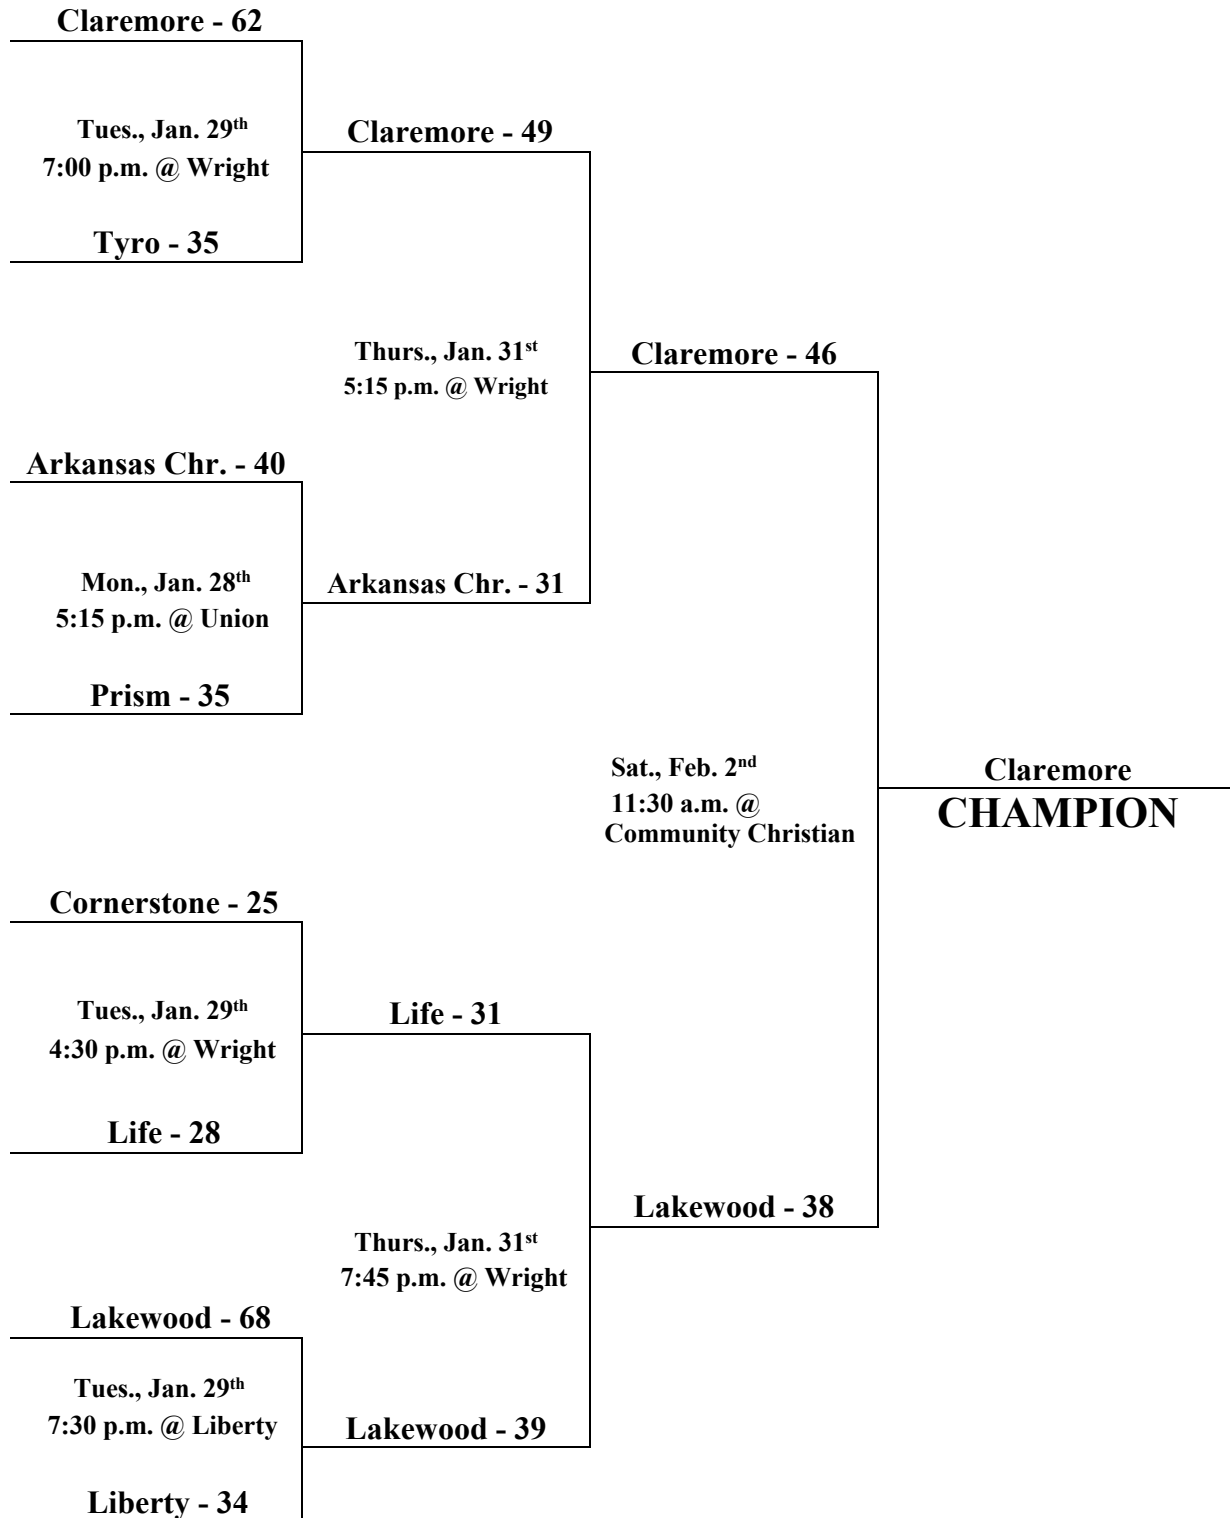 Claremore - 62
Tues., Jan. 29th
7:00 p.m. @ Wright
Tyro - 35
Claremore - 49
Thurs., Jan. 31st
5:15 p.m. @ Wright
Arkansas Chr. - 40
Mon., Jan. 28th
5:15 p.m. @ Union
Prism - 35
Arkansas Chr. - 31
Claremore - 46
Sat., Feb. 2nd
11:30 a.m. @
Community Christian
Claremore
CHAMPION
Cornerstone - 25
Tues., Jan. 29th
4:30 p.m. @ Wright
Life - 28
Life - 31
Thurs., Jan. 31st
7:45 p.m. @ Wright
Lakewood - 38
Lakewood - 68
Tues., Jan. 29th
7:30 p.m. @ Liberty
Liberty - 34
Lakewood - 39